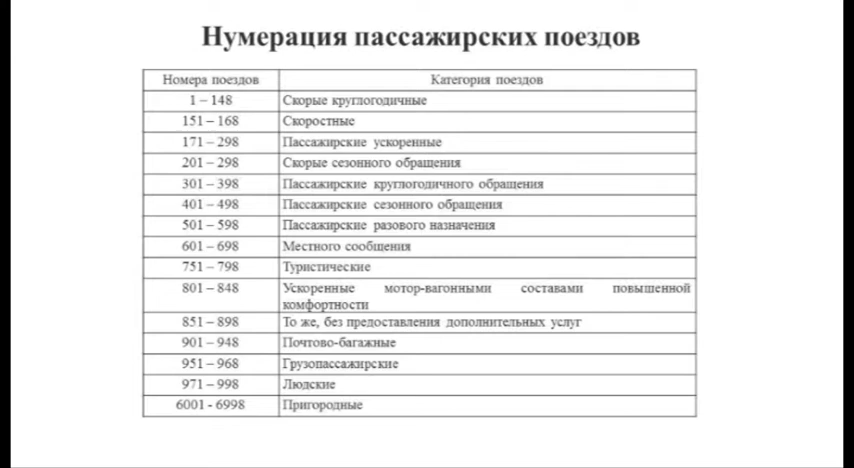 Нумерация пассажирских поездов
Номера поездов Категория поездов
1 – 148 Скорые круглогодичные
151 – 168 Скоростные
171 – 298 Пассажирские ускоренные
201 – 298 Скорые сезонного обращения
301 – 398 Пассажирские круглогодичного обращения
401 – 498 Пассажирские сезонного обращения
501 – 598 Пассажирские разового назначения
601 – 698 Местного сообщения
751 – 798 Туристические
801 – 848 Ускоренные мотор-вагонными составами повышенной
комфортности
851 – 898 То же, без предоставления дополнительных услуг
901 – 948 Почтово-багажные
951 – 968 Грузопассажирские
971 – 998 Людские
6001 - 6998 Пригородные